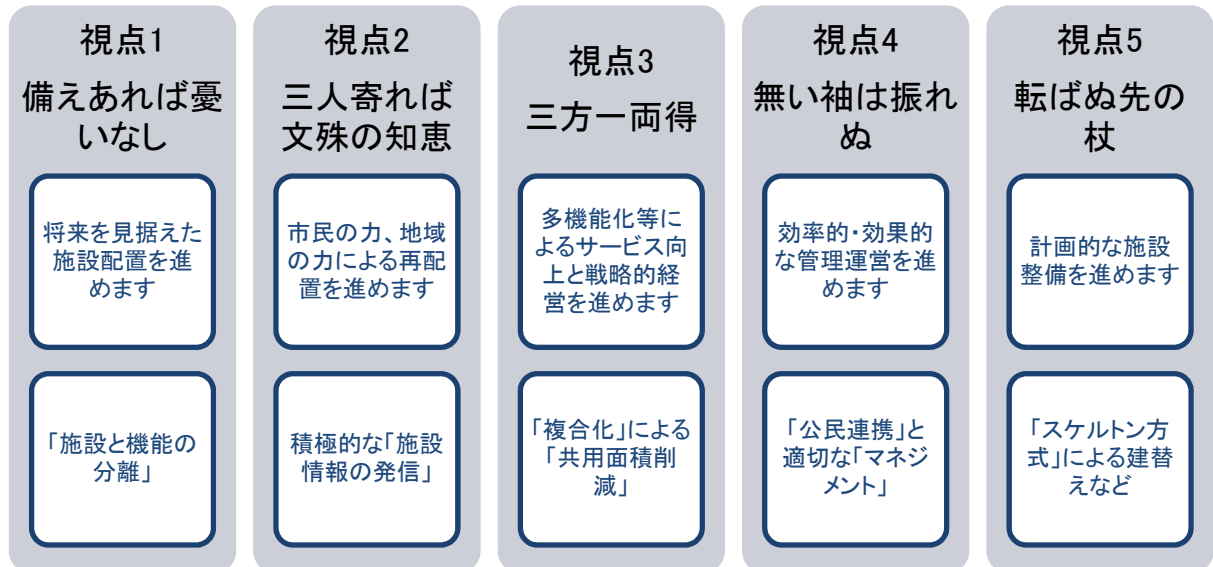 視点1
備えあれば憂
いなし
将来を見据えた
施設配置を進
めます
「施設と機能の
分離」
視点2
三人寄れば
文殊の知恵
市民の力、地域
の力による再配
置を進めます
積極的な「施設
情報の発信」
視点3
三方一両得
多機能化等に
よるサービス向
上と戦略的経
営を進めます
「複合化」による
「共用面積削
減」
視点4
無い袖は振れ
ぬ
効率的・効果的
な管理運営を進
めます
「公民連携」と
適切な「マネジ
メント」
視点5
転ばぬ先の
杖
計画的な施設
整備を進めます
「スケルトン方
式」による建替
えなど